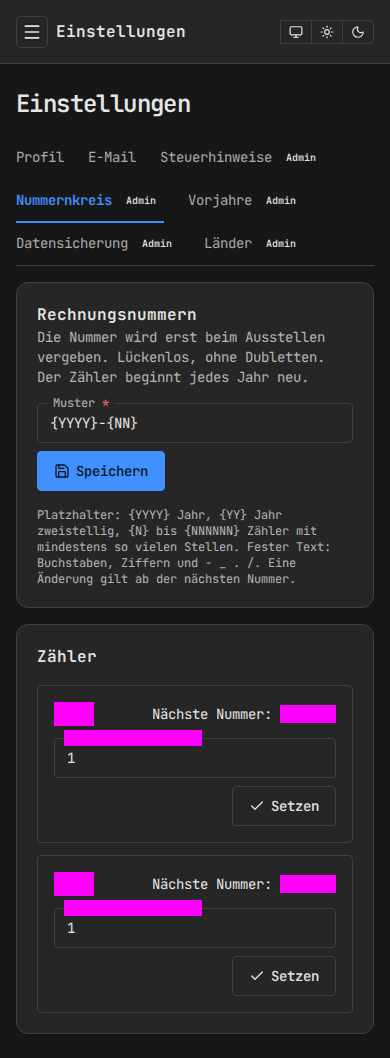 Einstellungen
Einstellungen
Profil E-Mail Steuerhinweise Admin
Nummernkreis Admin Vorjahre Admin
Datensicherung Admin Länder Admin
Rechnungsnummern
Die Nummer wird erst beim Ausstellen
vergeben. Lückenlos, ohne Dubletten.
Der Zähler beginnt jedes Jahr neu.
Muster *
{YYYY}-{NN}
Speichern
Platzhalter: {YYYY} Jahr, {YY} Jahr
zweistellig, {N} bis {NNNNNN} Zähler mit
mindestens so vielen Stellen. Fester Text:
Buchstaben, Ziffern und - _ . /. Eine
Änderung gilt ab der nächsten Nummer.
Zähler
Nächste Nummer:
1
Setzen
Nächste Nummer:
1
Setzen